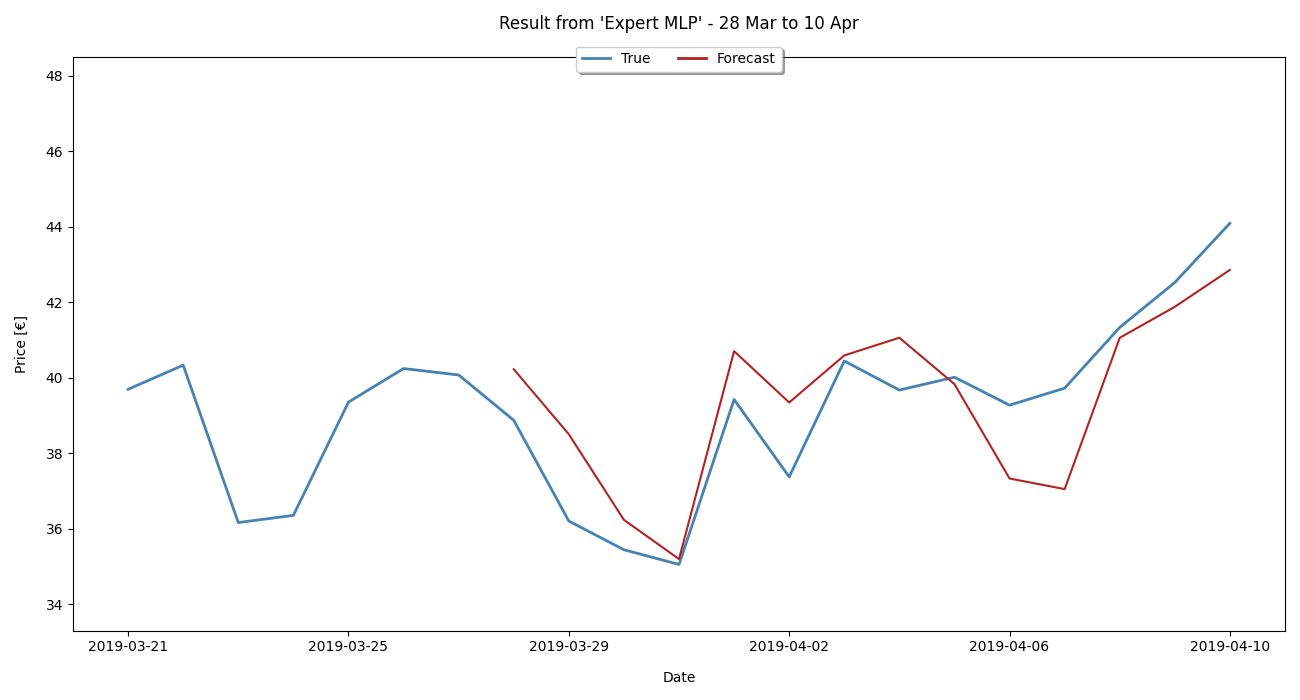 Result from 'Expert MLP' - 28 Mar to 10 Apr
True Forecast
48
46
44
42
40
38
36
34
Price [€]
2019-03-21 2019-03-25 2019-03-29 2019-04-02 2019-04-06 2019-04-10
Date